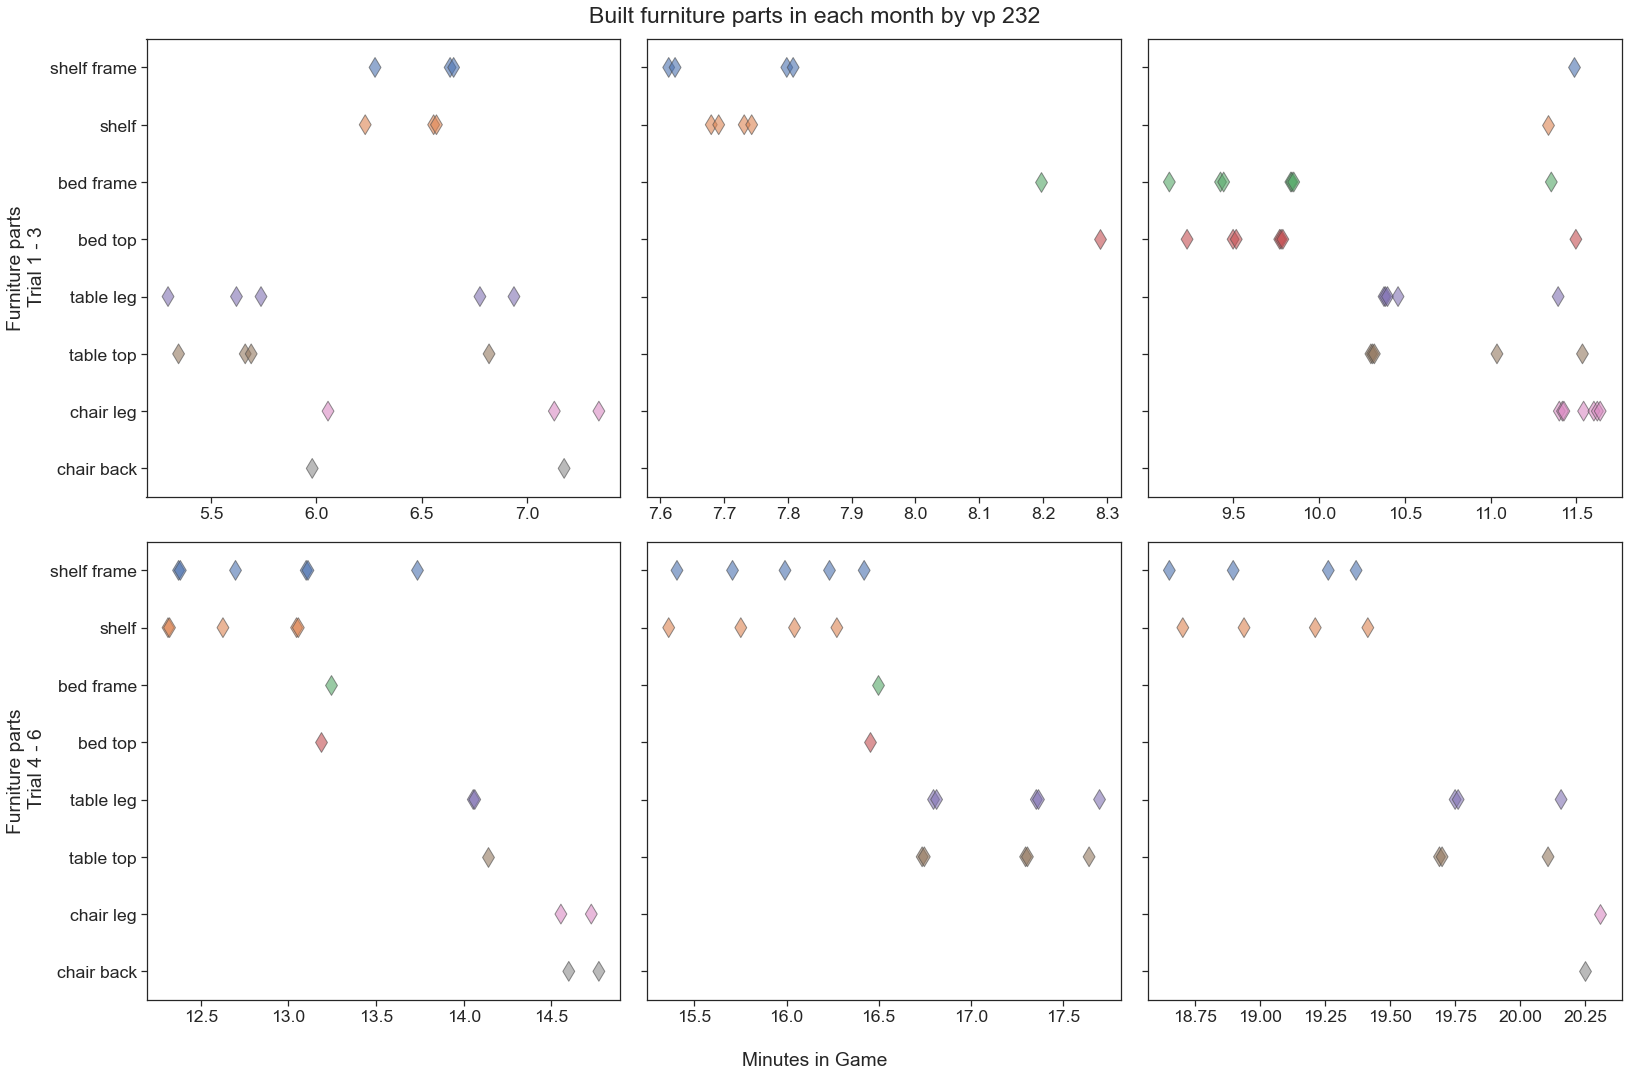 Built furniture parts in each month by vp 232
Furniture parts
Trial 1 - 3
shelf frame
shelf
bed frame
bed top
table leg
table top
chair leg
chair back
5.5 6.0 6.5 7.0
7.6 7.7 7.8 7.9 8.0 8.1 8.2 8.3
9.5 10.0 10.5 11.0 11.5
Furniture parts
Trial 4 - 6
shelf frame
shelf
bed frame
bed top
table leg
table top
chair leg
chair back
12.5 13.0 13.5 14.0 14.5
15.5 16.0 16.5 17.0 17.5
18.75 19.00 19.25 19.50 19.75 20.00 20.25
Minutes in Game